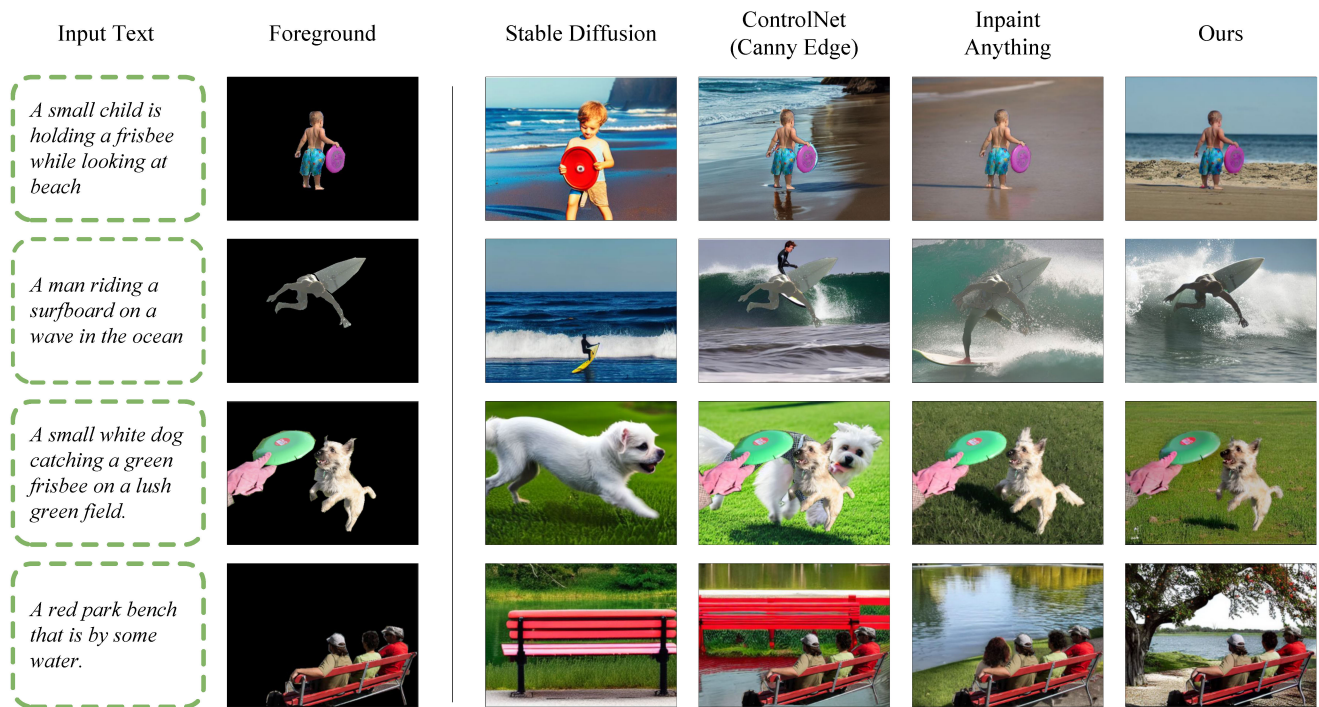 Input Text
Foreground
Stable Diffusion
ControlNet
(Canny Edge)
Inpaint
Anything
Ours
A small child is
holding a frisbee
while looking at
beach
A man riding a
surfboard on a
wave in the ocean
A small white dog
catching a green
frisbee on a lush
green field.
A red park bench
that is by some
water.